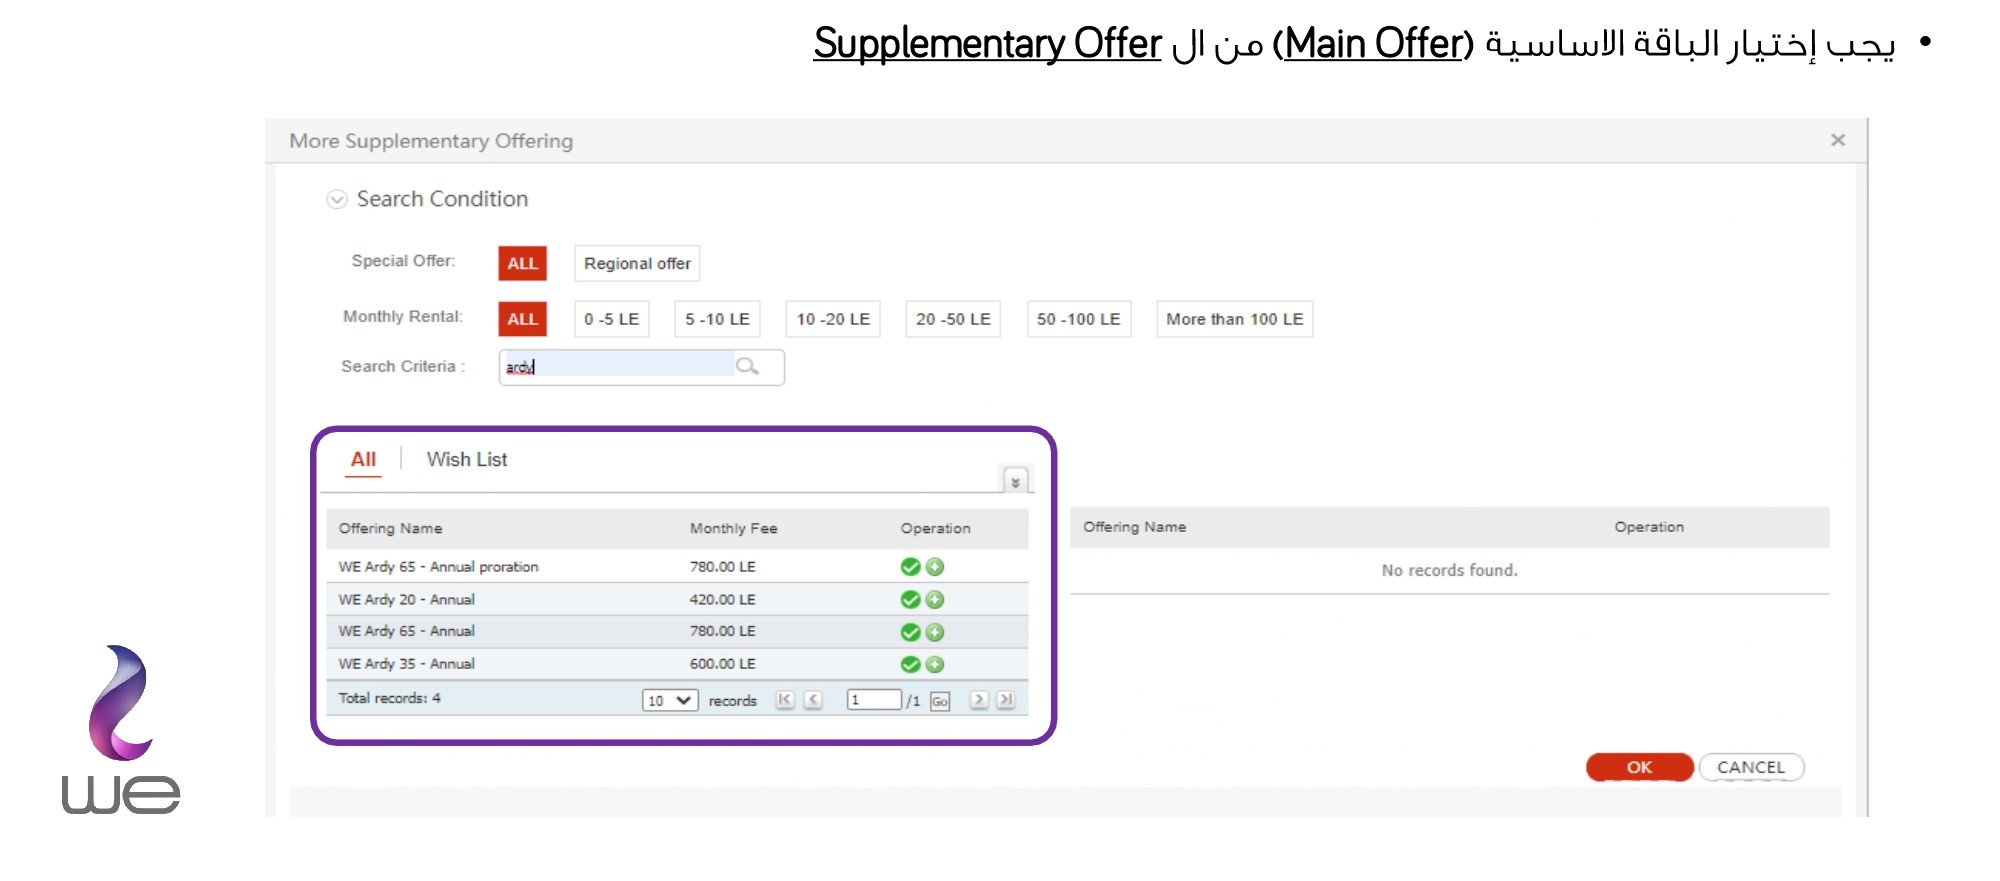 • يجب إختيار الباقة الاساسية (Main Offer) من ال Supplementary Offer
More Supplementary Offering ×
Search Condition
Special Offer: ALL Regional offer
Monthly Rental: ALL 0 -5 LE 5 -10 LE 10 -20 LE 20 -50 LE 50 -100 LE More than 100 LE
Search Criteria : ardy
All Wish List
Offering Name Monthly Fee Operation
WE Ardy 65 - Annual proration 780.00 LE
WE Ardy 20 - Annual 420.00 LE
WE Ardy 65 - Annual 780.00 LE
WE Ardy 35 - Annual 600.00 LE
Total records: 4 10 records 1 /1 Go
Offering Name Operation
No records found.
OK CANCEL
we